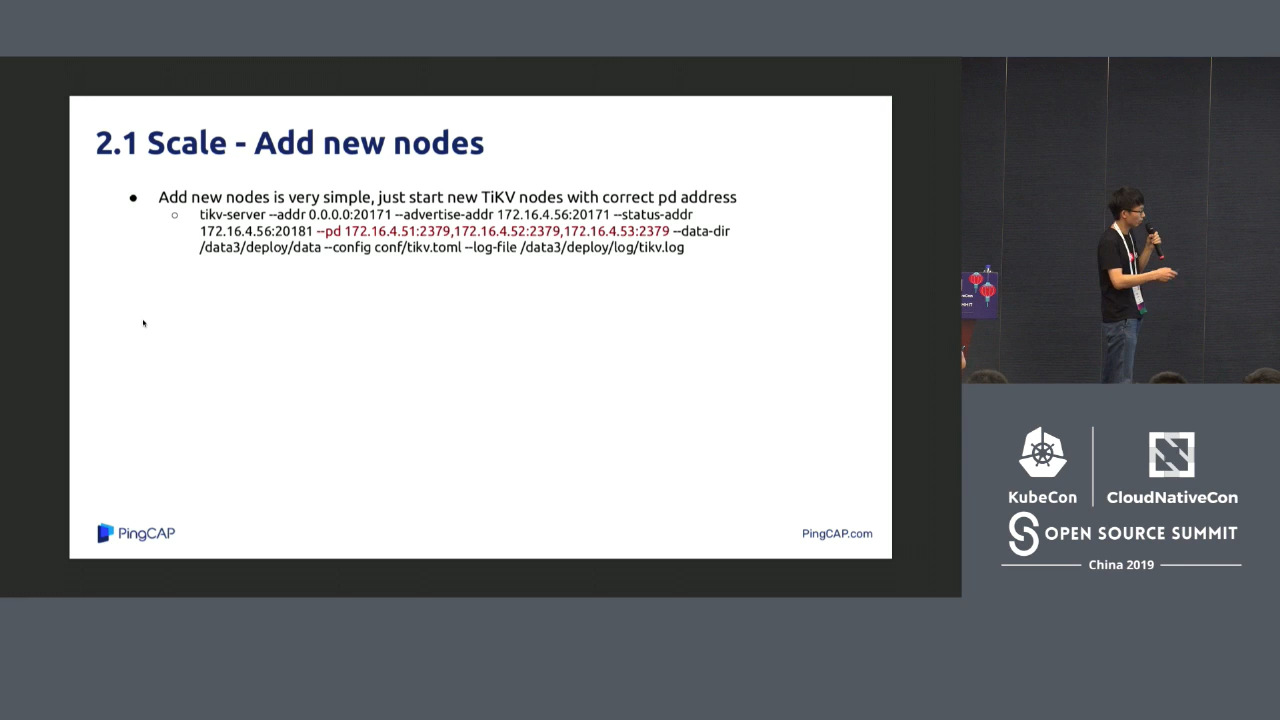 2.1 Scale - Add new nodes
● Add new nodes is very simple, just start new TiKV nodes with correct pd address
○ tikv-server --addr 0.0.0.0:20171 --advertise-addr 172.16.4.56:20171 --status-addr
172.16.4.56:20181 --pd 172.16.4.51:2379,172.16.4.52:2379,172.16.4.53:2379 --data-dir
/data3/deploy/data --config conf/tikv.toml --log-file /data3/deploy/log/tikv.log
PingCAP
PingCAP.com
KubeCon
CloudNativeCon
OPEN SOURCE SUMMIT
China 2019